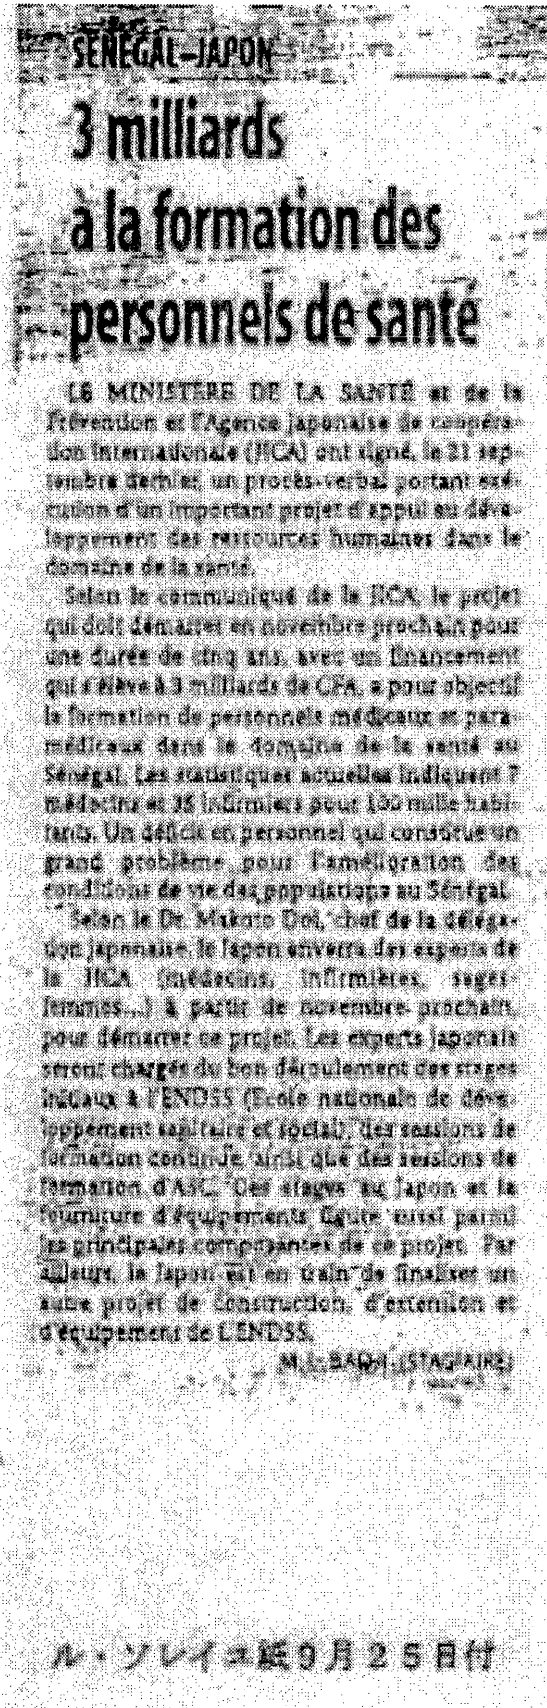 SENEGAL-JAPON
3 milliards
à la formation des
personnels de santé
LE MINISTERE DE LA SANTÉ et de la
Prévention et l'Agence japonaise de coopéra-
tion internationale (JICA) ont signé, le 21 sep-
tembre dernier, un procès-verbal portant exé-
cution d'un important projet d'appui au déve-
loppement des ressources humaines dans le
domaine de la santé.
Selon le communiqué de la JICA, le projet
qui doit démarrer en novembre prochain pour
une durée de cinq ans, avec un financement
qui s'élève à 3 milliards de CFA, a pour objectif
la formation de personnels médicaux et para-
médicaux dans le domaine de la santé au
Sénégal. Les statistiques actuelles indiquent 7
médecins et 35 infirmiers pour 100 mille habi-
tants. Un déficit en personnel qui constitue un
grand problème pour l'amélioration des
conditions de vie des populations au Sénégal.
Selon le Dr. Makoto Doi, chef de la déléga-
tion japonaise, le Japon enverra des experts de
la JICA (médecins, infirmières, sages-
femmes...) à partir de novembre prochain,
pour démarrer ce projet. Les experts japonais
seront chargés du bon déroulement des stages
initiaux à l'ENDSS (Ecole nationale de déve-
loppement sanitaire et social), des sessions de
formation continue, ainsi que des sessions de
formation d'ASC. Des stages au Japon et la
fourniture d'équipements figure aussi parmi
les principales composantes de ce projet. Par
ailleurs, le Japon est en train de finaliser un
autre projet de construction, d'extension et
d'équipement de L'ENDSS.
(STAGIAIRE)
ル・ソレイユ紙9月25日付